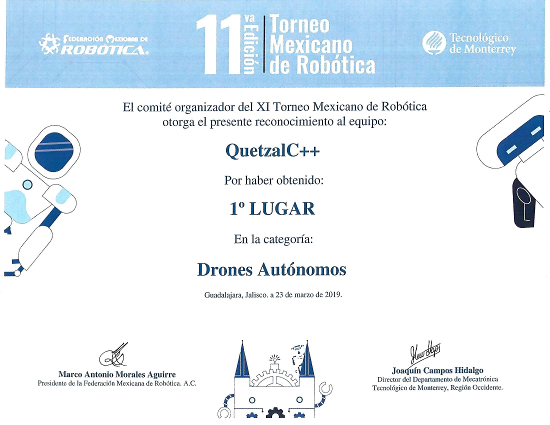 FEDERACIÓN MEXICANA DE
ROBÓTICA.
11
va
Edición
Torneo
Mexicano
de Robótica
Tecnológico
de Monterrey
El comité organizador del XI Torneo Mexicano de Robótica
otorga el presente reconocimiento al equipo:
QuetzalC++
Por haber obtenido:
1º LUGAR
En la categoría:
Drones Autónomos
Guadalajara, Jalisco. a 23 de marzo de 2019.
Marco Antonio Morales Aguirre
Presidente de la Federación Mexicana de Robótica. A.C.
Joaquín Campos Hidalgo
Director del Departamento de Mecatrónica
Tecnológico de Monterrey, Región Occidente.